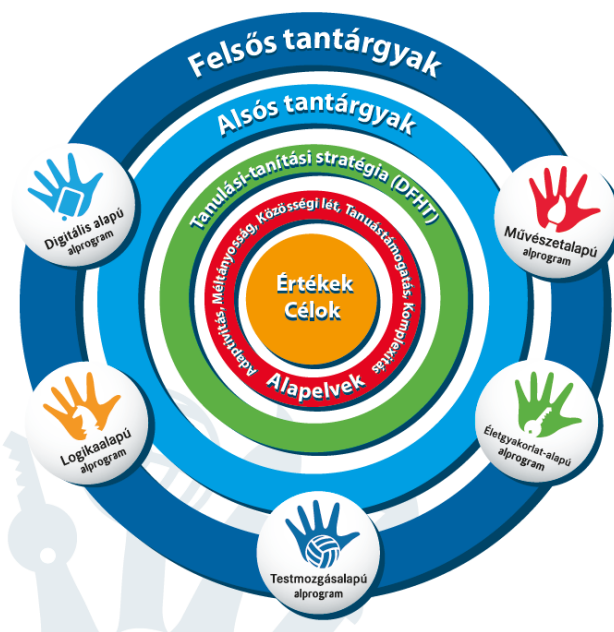 Felsős tantárgyak
Alsós tantárgyak
Tanulási-tanítási stratégia (DFHT)
Adaptivitás, Méltányosság, Közösségi lét, Tanuástámogatás, Komplexitás
Értékek
Célok
Alapelvek
Digitális alapú
alprogram
Művészetalapú
alprogram
Logikaalapú
alprogram
Életgyakorlat-alapú
alprogram
Testmozgásalapú
alprogram